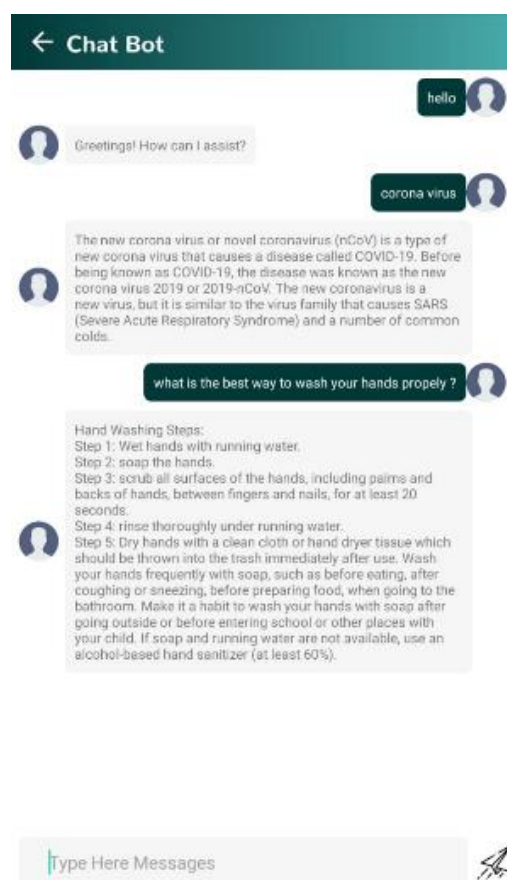 Chat Bot
hello
Greetings! How can I assist?
corona virus
The new corona virus or novel coronavirus (nCoV) is a type of
new corona virus that causes a disease called COVID-19. Before
being known as COVID-19, the disease was known as the new
corona virus 2019 or 2019-nCoV. The new coronavirus is a
new virus, but it is similar to the virus family that causes SARS
(Severe Acute Respiratory Syndrome) and a number of common
colds.
what is the best way to wash your hands propely ?
Hand Washing Steps:
Step 1: Wet hands with running water.
Step 2: soap the hands.
Step 3: scrub all surfaces of the hands, including palms and
backs of hands, between fingers and nails, for at least 20
seconds.
Step 4: rinse thoroughly under running water.
Step 5: Dry hands with a clean cloth or hand dryer tissue which
should be thrown into the trash immediately after use. Wash
your hands frequently with soap, such as before eating, after
coughing or sneezing, before preparing food, when going to the
bathroom. Make it a habit to wash your hands with soap after
going outside or before entering school or other places with
your child. If soap and running water are not available, use an
alcohol-based hand sanitizer (at least 60%).
Type Here Messages